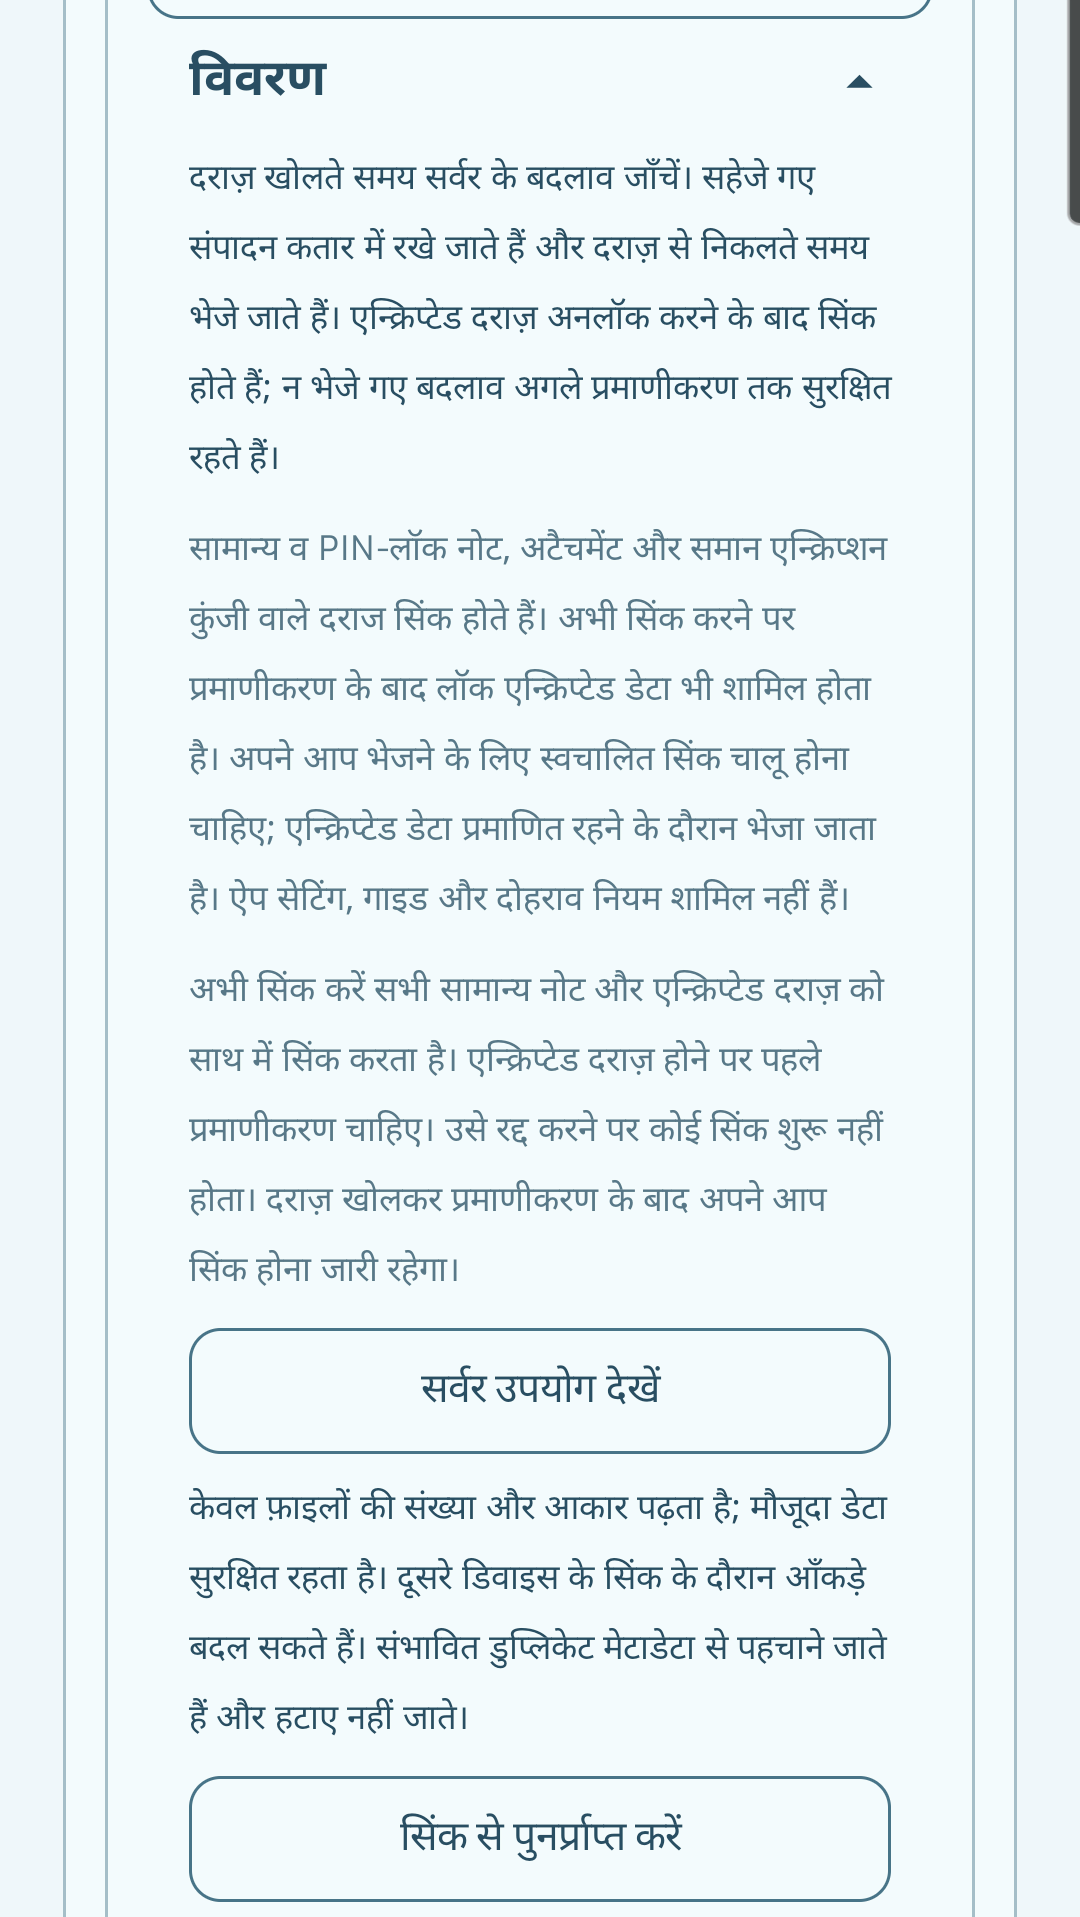 विवरण
दराज़ खोलते समय सर्वर के बदलाव जाँचें। सहेजे गए
संपादन कतार में रखे जाते हैं और दराज़ से निकलते समय
भेजे जाते हैं। एन्क्रिप्टेड दराज़ अनलॉक करने के बाद सिंक
होते हैं; न भेजे गए बदलाव अगले प्रमाणीकरण तक सुरक्षित
रहते हैं।
सामान्य व PIN-लॉक नोट, अटैचमेंट और समान एन्क्रिप्शन
कुंजी वाले दराज सिंक होते हैं। अभी सिंक करने पर
प्रमाणीकरण के बाद लॉक एन्क्रिप्टेड डेटा भी शामिल होता
है। अपने आप भेजने के लिए स्वचालित सिंक चालू होना
चाहिए; एन्क्रिप्टेड डेटा प्रमाणित रहने के दौरान भेजा जाता
है। ऐप सेटिंग, गाइड और दोहराव नियम शामिल नहीं हैं।
अभी सिंक करें सभी सामान्य नोट और एन्क्रिप्टेड दराज़ को
साथ में सिंक करता है। एन्क्रिप्टेड दराज़ होने पर पहले
प्रमाणीकरण चाहिए। उसे रद्द करने पर कोई सिंक शुरू नहीं
होता। दराज़ खोलकर प्रमाणीकरण के बाद अपने आप
सिंक होना जारी रहेगा।
सर्वर उपयोग देखें
केवल फ़ाइलों की संख्या और आकार पढ़ता है; मौजूदा डेटा
सुरक्षित रहता है। दूसरे डिवाइस के सिंक के दौरान आँकड़े
बदल सकते हैं। संभावित डुप्लिकेट मेटाडेटा से पहचाने जाते
हैं और हटाए नहीं जाते।
सिंक से पुनर्प्राप्त करें